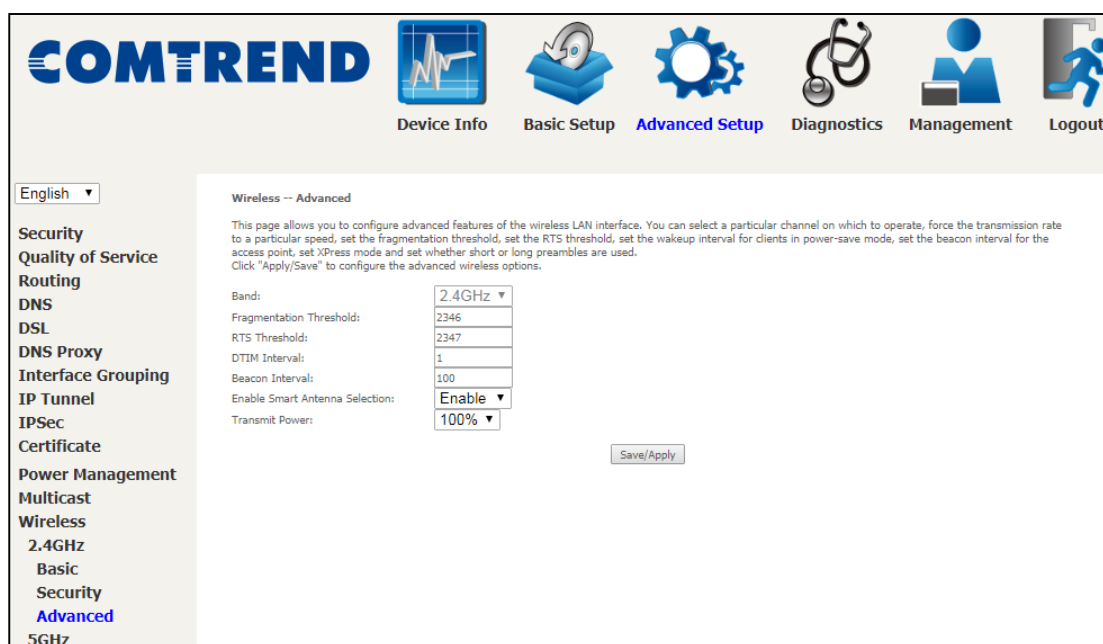 COMTREND
Device Info Basic Setup Advanced Setup Diagnostics Management Logout
English
Security
Quality of Service
Routing
DNS
DSL
DNS Proxy
Interface Grouping
IP Tunnel
IPSec
Certificate
Power Management
Multicast
Wireless
2.4GHz
Basic
Security
Advanced
5GHz
Wireless -- Advanced
This page allows you to configure advanced features of the wireless LAN interface. You can select a particular channel on which to operate, force the transmission rate
to a particular speed, set the fragmentation threshold, set the RTS threshold, set the wakeup interval for clients in power-save mode, set the beacon interval for the
access point, set XPress mode and set whether short or long preambles are used.
Click "Apply/Save" to configure the advanced wireless options.
Band: 2.4GHz
Fragmentation Threshold: 2346
RTS Threshold: 2347
DTIM Interval: 1
Beacon Interval: 100
Enable Smart Antenna Selection: Enable
Transmit Power: 100%
Save/Apply